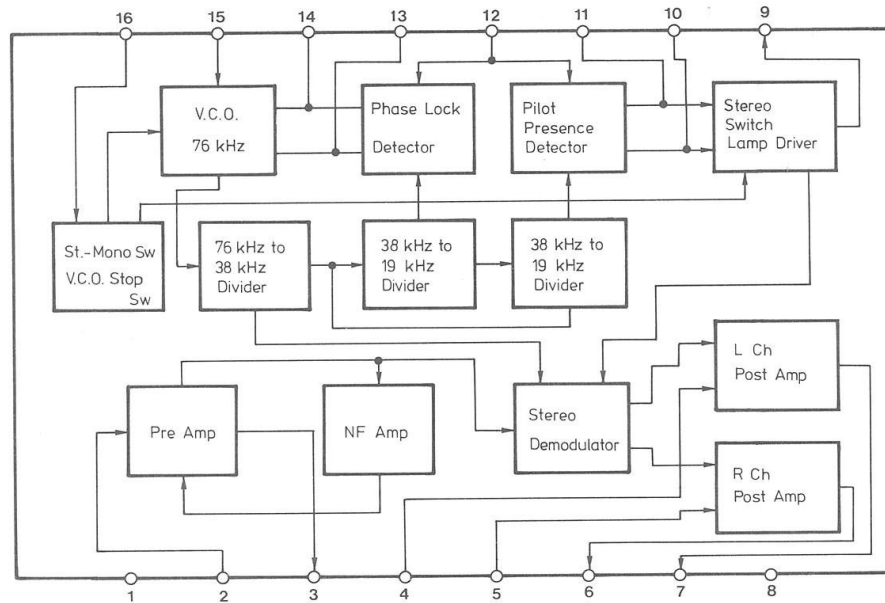 16 15 14 13 12 11 10 9
V.C.O.
76 kHz
Phase Lock
Detector
Pilot
Presence
Detector
Stereo
Switch
Lamp Driver
St.-Mono Sw
V.C.O. Stop
Sw
76 kHz to
38 kHz
Divider
38 kHz to
19 kHz
Divider
38 kHz to
19 kHz
Divider
Pre Amp
NF Amp
Stereo
Demodulator
L Ch
Post Amp
R Ch
Post Amp
1 2 3 4 5 6 7 8